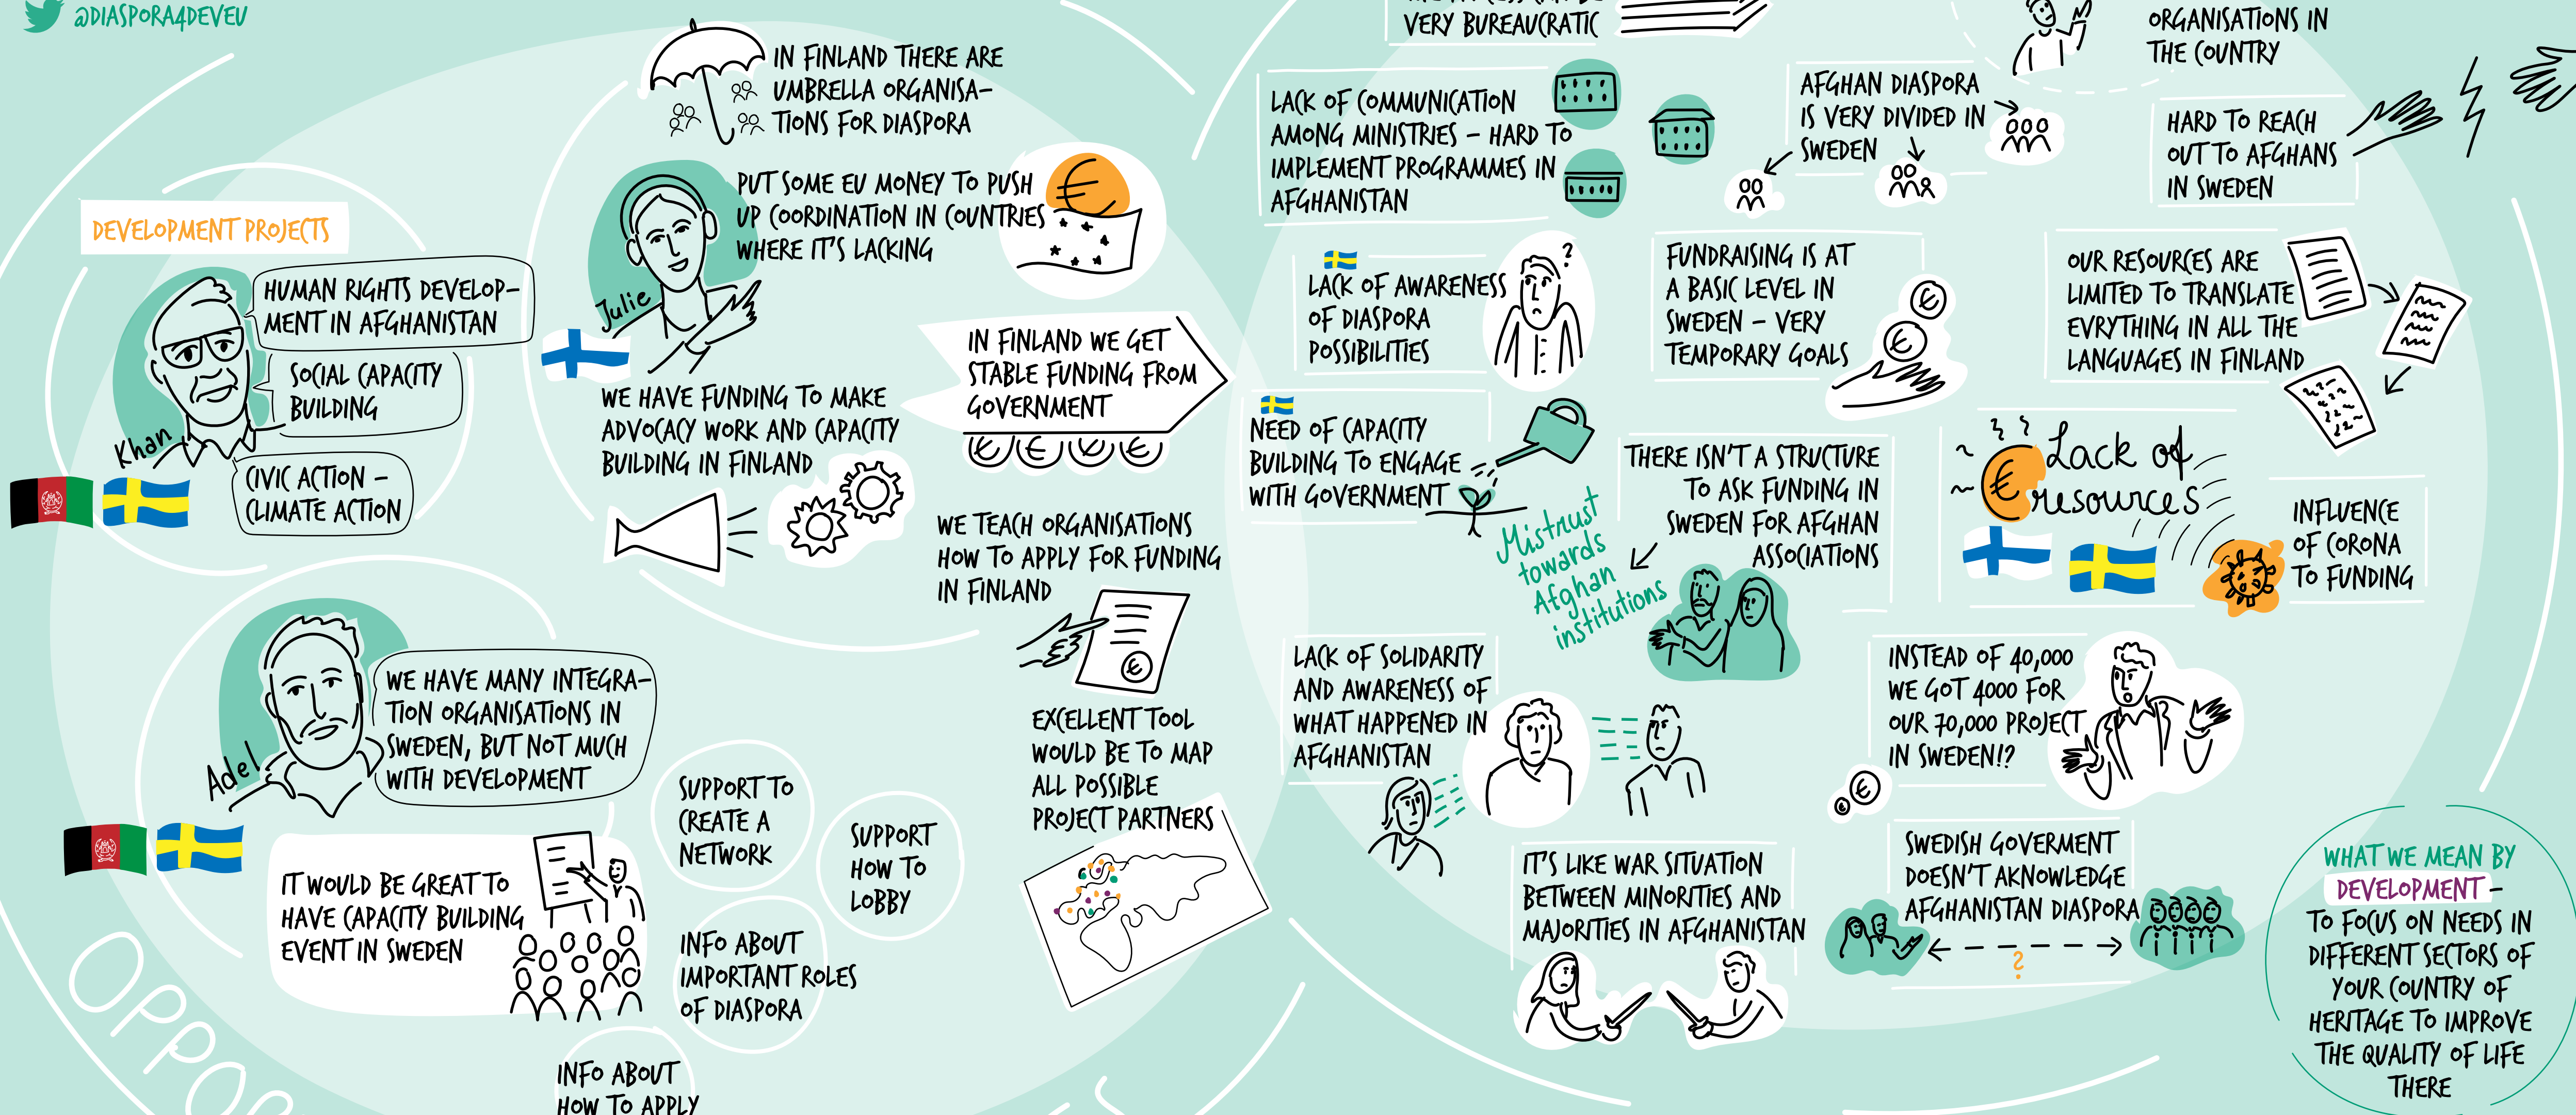 @DIASPORA4DEVEU
IN FINLAND THERE ARE
UMBRELLA ORGANISA-
TIONS FOR DIASPORA
PUT SOME EU MONEY TO PUSH
UP COORDINATION IN COUNTRIES
WHERE IT'S LACKING
€
Julie
WE HAVE FUNDING TO MAKE
ADVOCACY WORK AND CAPACITY
BUILDING IN FINLAND
IN FINLAND WE GET
STABLE FUNDING FROM
GOVERNMENT
€ € € €
WE TEACH ORGANISATIONS
HOW TO APPLY FOR FUNDING
IN FINLAND
€
EXCELLENT TOOL
WOULD BE TO MAP
ALL POSSIBLE
PROJECT PARTNERS
DEVELOPMENT PROJECTS
HUMAN RIGHTS DEVELOP-
MENT IN AFGHANISTAN
SOCIAL CAPACITY
BUILDING
CIVIC ACTION -
CLIMATE ACTION
Khan
WE HAVE MANY INTEGRA-
TION ORGANISATIONS IN
SWEDEN, BUT NOT MUCH
WITH DEVELOPMENT
Adel
IT WOULD BE GREAT TO
HAVE CAPACITY BUILDING
EVENT IN SWEDEN
SUPPORT TO
CREATE A
NETWORK
SUPPORT
HOW TO
LOBBY
INFO ABOUT
IMPORTANT ROLES
OF DIASPORA
INFO ABOUT
HOW TO APPLY
OPPO
VERY BUREAUCRATIC
ORGANISATIONS IN
THE COUNTRY
LACK OF COMMUNICATION
AMONG MINISTRIES - HARD TO
IMPLEMENT PROGRAMMES IN
AFGHANISTAN
AFGHAN DIASPORA
IS VERY DIVIDED IN
SWEDEN
HARD TO REACH
OUT TO AFGHANS
IN SWEDEN
LACK OF AWARENESS
OF DIASPORA
POSSIBILITIES
?
FUNDRAISING IS AT
A BASIC LEVEL IN
SWEDEN - VERY
TEMPORARY GOALS
€
€
OUR RESOURCES ARE
LIMITED TO TRANSLATE
EVRYTHING IN ALL THE
LANGUAGES IN FINLAND
NEED OF CAPACITY
BUILDING TO ENGAGE
WITH GOVERNMENT
Mistrust
towards
Afghan
institutions
THERE ISN'T A STRUCTURE
TO ASK FUNDING IN
SWEDEN FOR AFGHAN
ASSOCIATIONS
€
Lack of
resources
INFLUENCE
OF CORONA
TO FUNDING
LACK OF SOLIDARITY
AND AWARENESS OF
WHAT HAPPENED IN
AFGHANISTAN
INSTEAD OF 40,000
WE GOT 4000 FOR
OUR 70,000 PROJECT
IN SWEDEN!?
€
€
IT'S LIKE WAR SITUATION
BETWEEN MINORITIES AND
MAJORITIES IN AFGHANISTAN
SWEDISH GOVERMENT
DOESN'T AKNOWLEDGE
AFGHANISTAN DIASPORA
?
WHAT WE MEAN BY
DEVELOPMENT -
TO FOCUS ON NEEDS IN
DIFFERENT SECTORS OF
YOUR COUNTRY OF
HERITAGE TO IMPROVE
THE QUALITY OF LIFE
THERE